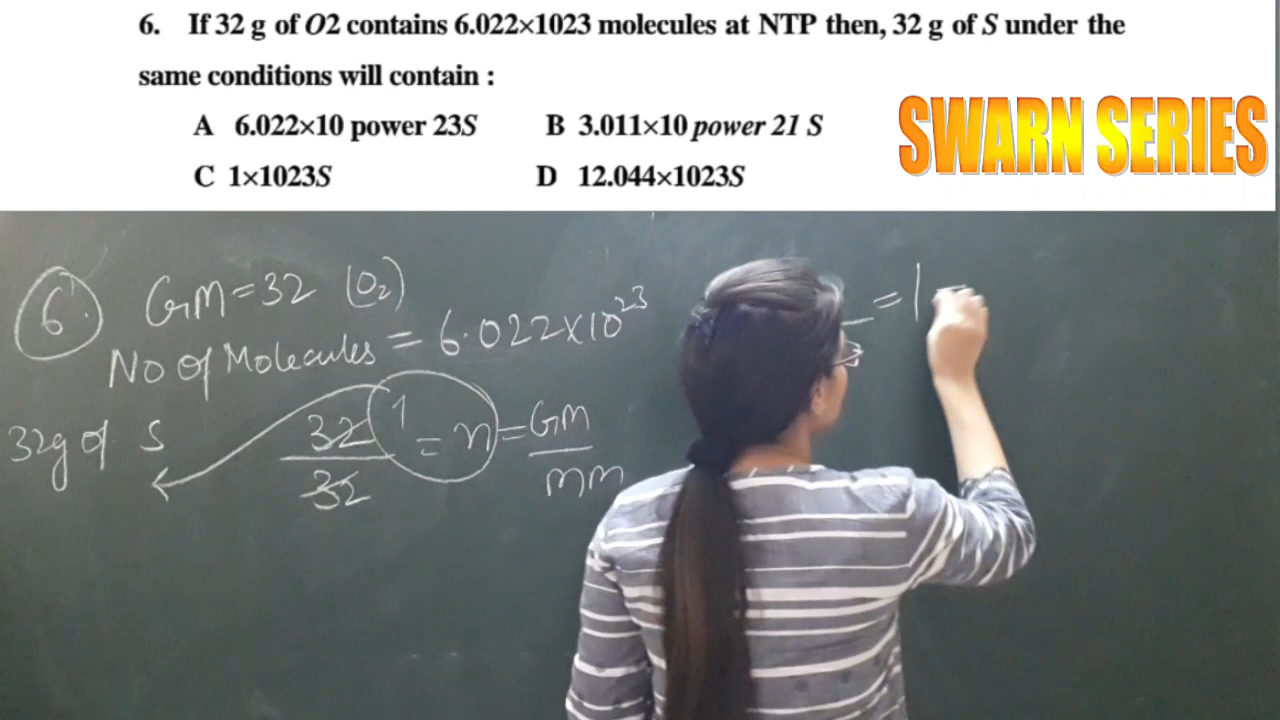 6. If 32 g of O2 contains 6.022×1023 molecules at NTP then, 32 g of S under the
same conditions will contain :
A 6.022×10 power 23S B 3.011×10 power 21 S
C 1×1023S D 12.044×1023S
SWARN SERIES
6. GM=32 (O₂)
No of Molecules = 6.022×10²³
32g of S 32/32 1 = n = GM/mm
= 1